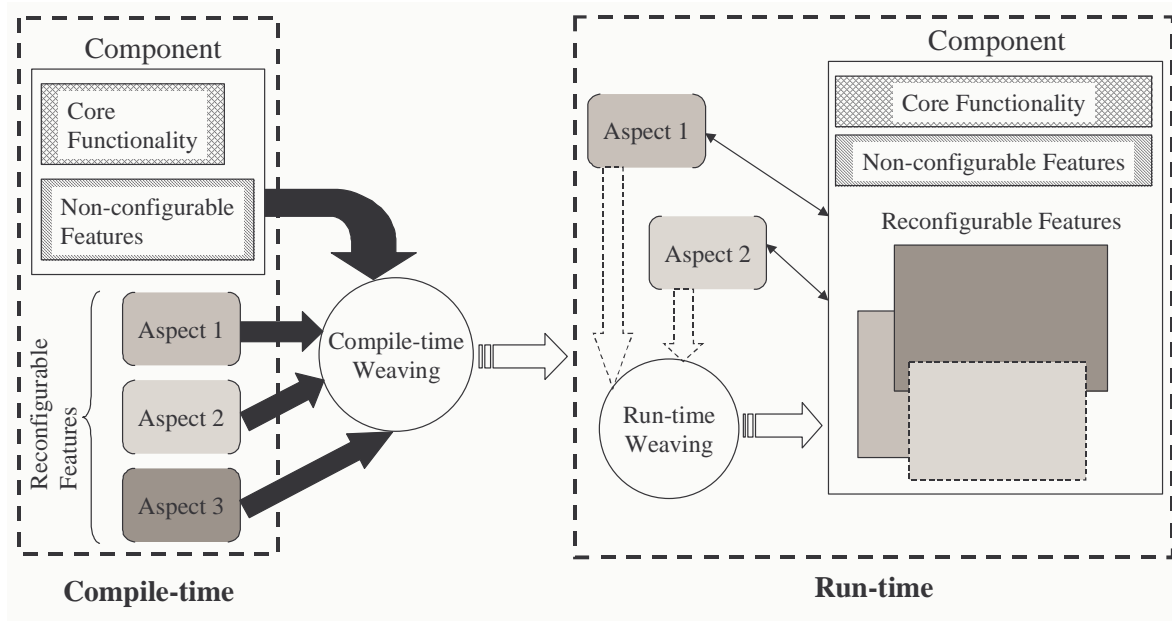 Component
Core
Functionality
Non-configurable
Features
Reconfigurable
Features
Aspect 1
Aspect 2
Aspect 3
Compile-time
Weaving
Compile-time
Component
Core Functionality
Non-configurable Features
Reconfigurable Features
Aspect 1
Aspect 2
Run-time
Weaving
Run-time